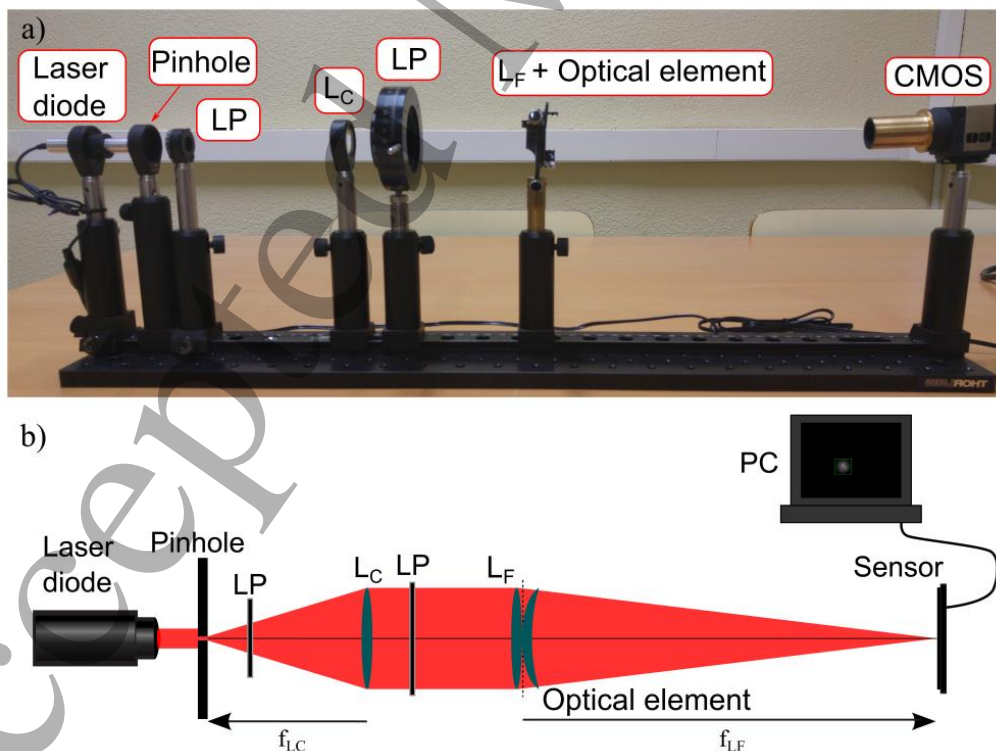 a)
Laser
diode
Pinhole
LP
L_C
LP
L_F + Optical element
CMOS
THORLABS
b)
PC
Laser
diode
Pinhole
LP
L_C
LP
L_F
Sensor
Optical element
f_LC
f_LF